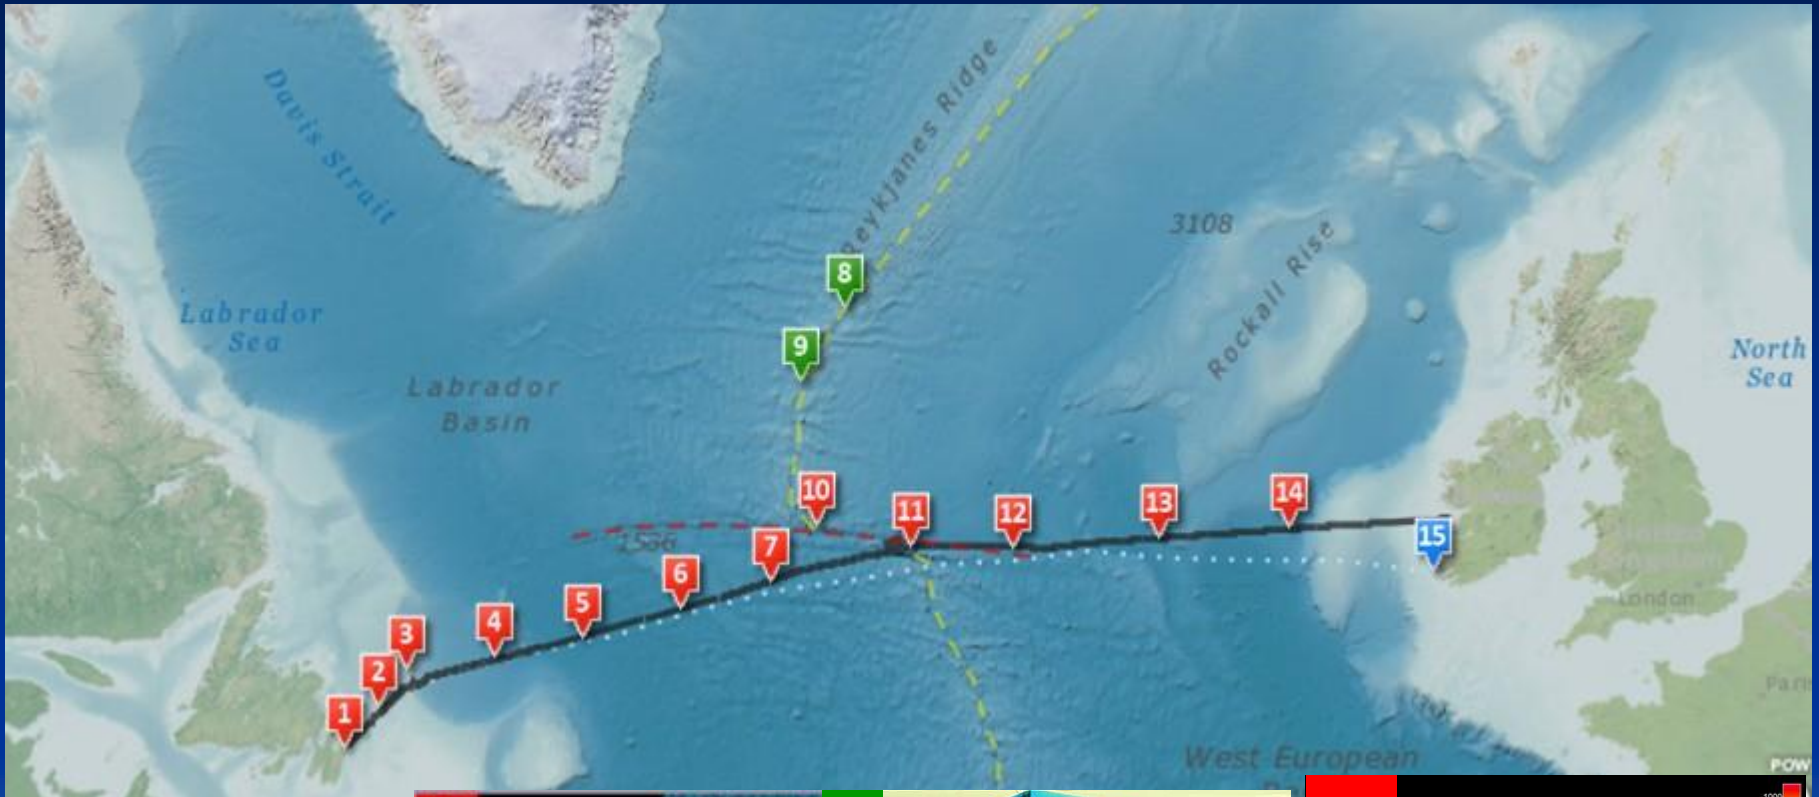 Davis Strait
Reykjanes Ridge
3108
Rockall Rise
8
Labrador
Sea
9
North
Sea
Labrador
Basin
10
11
12
13
14
15
7
6
5
4
3
2
1
London
West European
POW